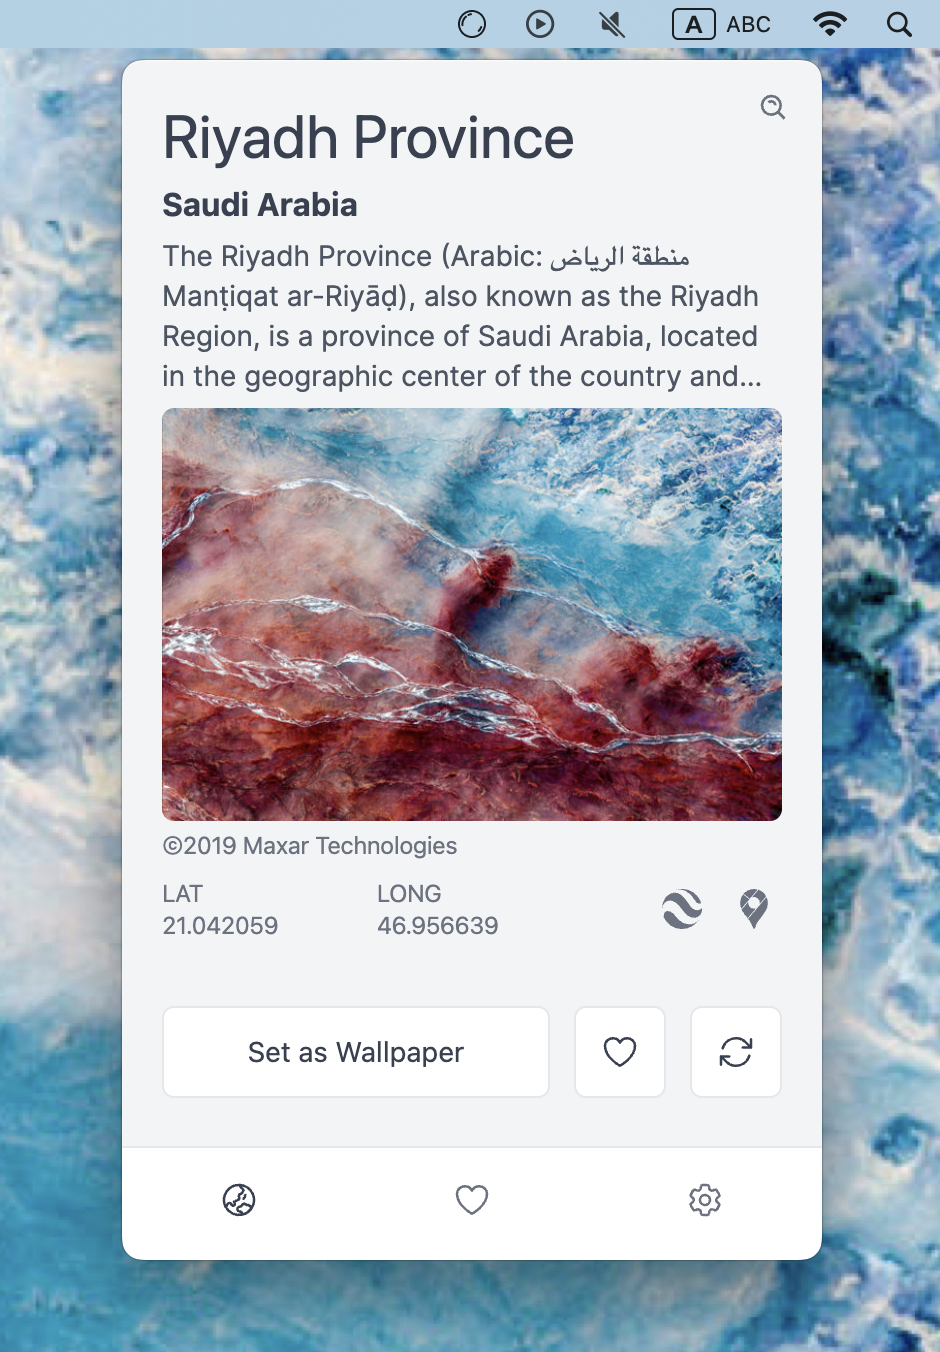 A ABC
Riyadh Province
Saudi Arabia
The Riyadh Province (Arabic: منطقة الرياض
Manṭiqat ar-Riyāḍ), also known as the Riyadh
Region, is a province of Saudi Arabia, located
in the geographic center of the country and...
©2019 Maxar Technologies
LAT LONG
21.042059 46.956639
Set as Wallpaper